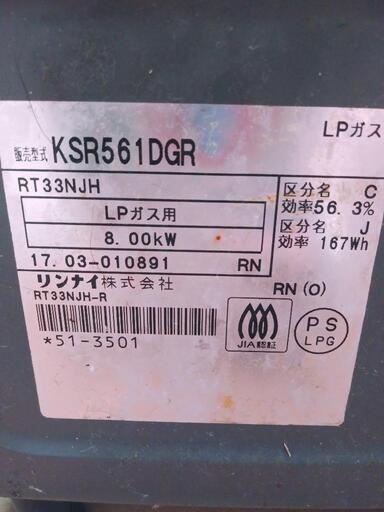 LPガス
販売型式 KSR561DGR
RT33NJH
LPガス用
8.00kW
17.03-010891 RN
区分名 C
効率56.3%
区分名 J
効率 167Wh
リンナイ株式会社
RT33NJH-R
RN(O)
*51-3501
JIA認証
PS
LPG